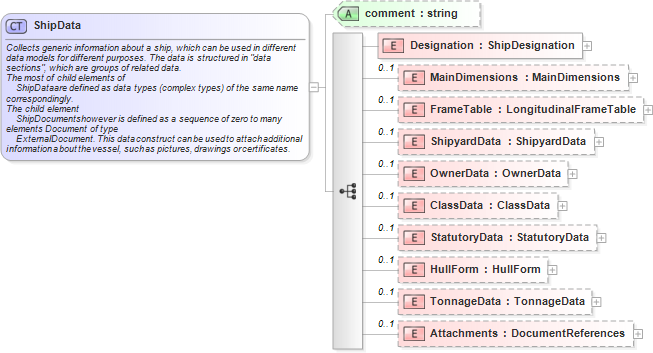 CT ShipData
Collects generic information about a ship, which can be used in different
data models for different purposes. The data is structured in "data
sections", which are groups of related data.
The most of child elements of
ShipDataare defined as data types (complex types) of the same name
correspondingly.
The child element
ShipDocumentshowever is defined as a sequence of zero to many
elements Document of type
ExternalDocument. This data construct can be used to attach additional
information about the vessel, such as pictures, drawings or certificates.
A comment : string
E Designation : ShipDesignation
0..1
E MainDimensions : MainDimensions
0..1
E FrameTable : LongitudinalFrameTable
0..1
E ShipyardData : ShipyardData
0..1
E OwnerData : OwnerData
0..1
E ClassData : ClassData
0..1
E StatutoryData : StatutoryData
0..1
E HullForm : HullForm
0..1
E TonnageData : TonnageData
0..1
E Attachments : DocumentReferences